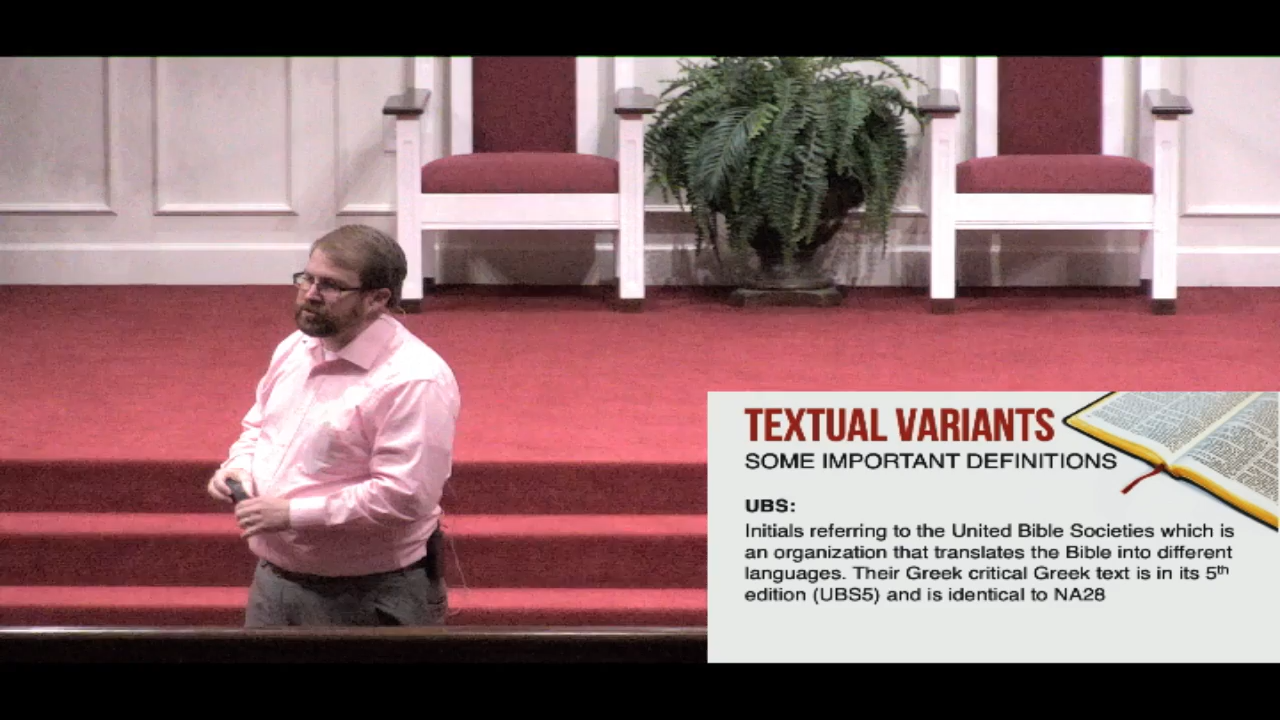 TEXTUAL VARIANTS
SOME IMPORTANT DEFINITIONS
UBS:
Initials referring to the United Bible Societies which is
an organization that translates the Bible into different
languages. Their Greek critical Greek text is in its 5th
edition (UBS5) and is identical to NA28